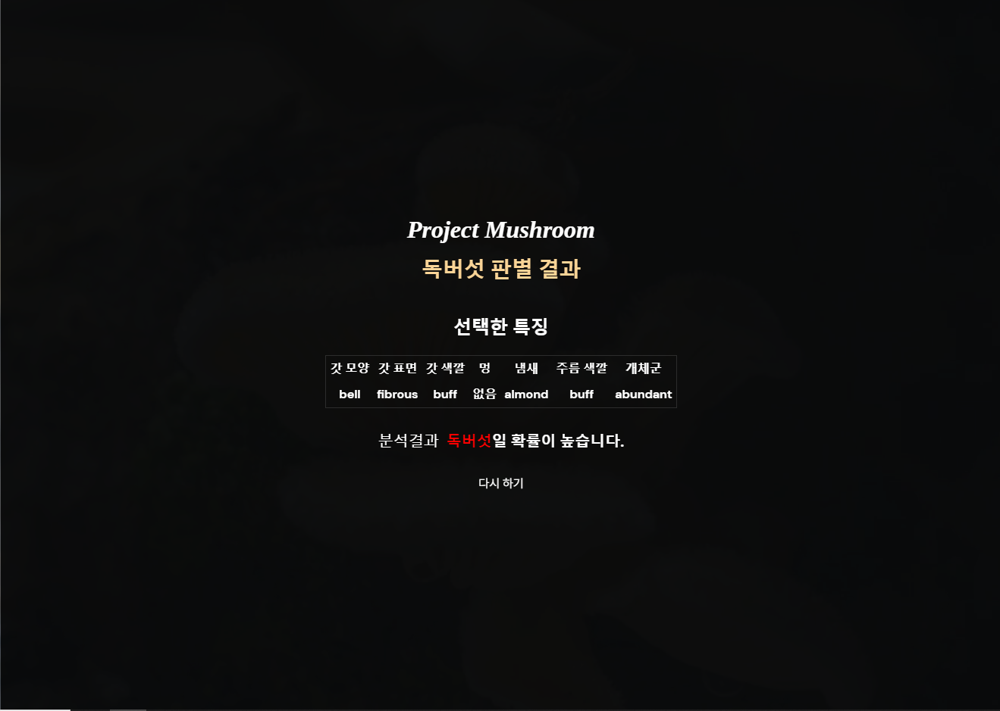 Project Mushroom
독버섯 판별 결과
선택한 특징
갓 모양 갓 표면 갓 색깔 멍 냄새 주름 색깔 개체군
bell fibrous buff 없음 almond buff abundant
분석결과 독버섯일 확률이 높습니다.
다시 하기